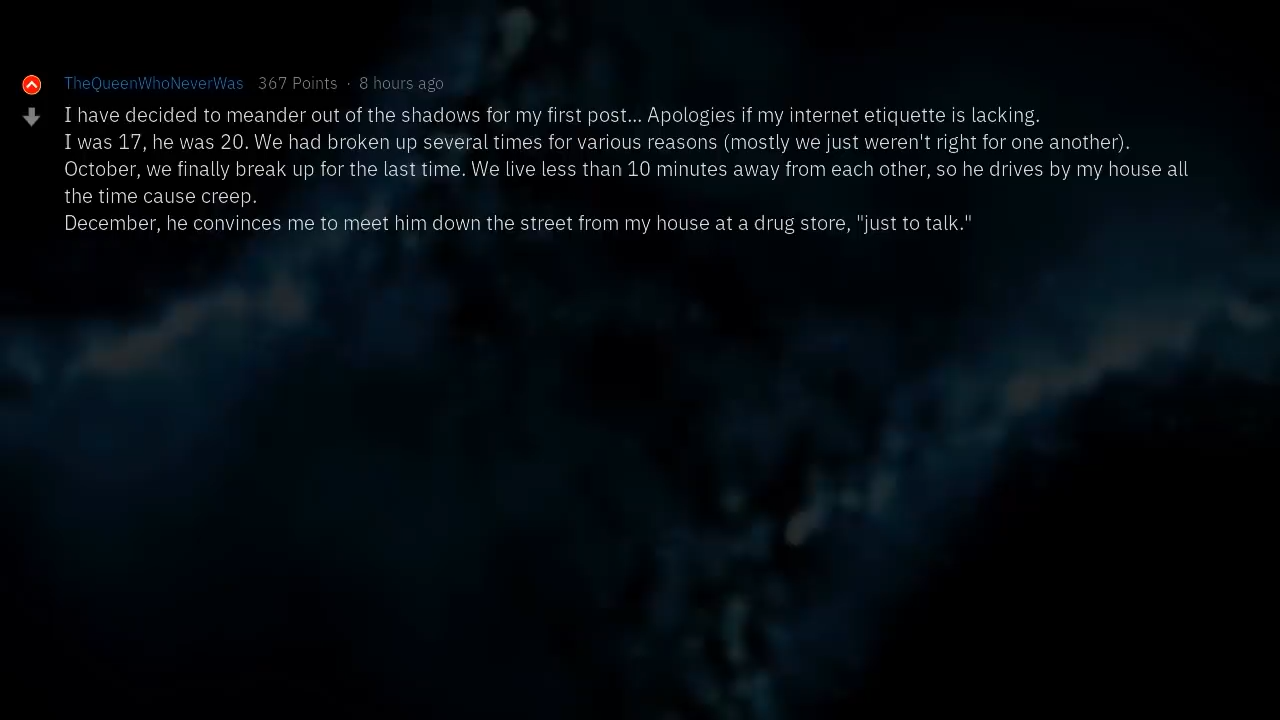 TheQueenWhoNeverWas 367 Points · 8 hours ago
I have decided to meander out of the shadows for my first post... Apologies if my internet etiquette is lacking.
I was 17, he was 20. We had broken up several times for various reasons (mostly we just weren't right for one another).
October, we finally break up for the last time. We live less than 10 minutes away from each other, so he drives by my house all
the time cause creep.
December, he convinces me to meet him down the street from my house at a drug store, "just to talk."